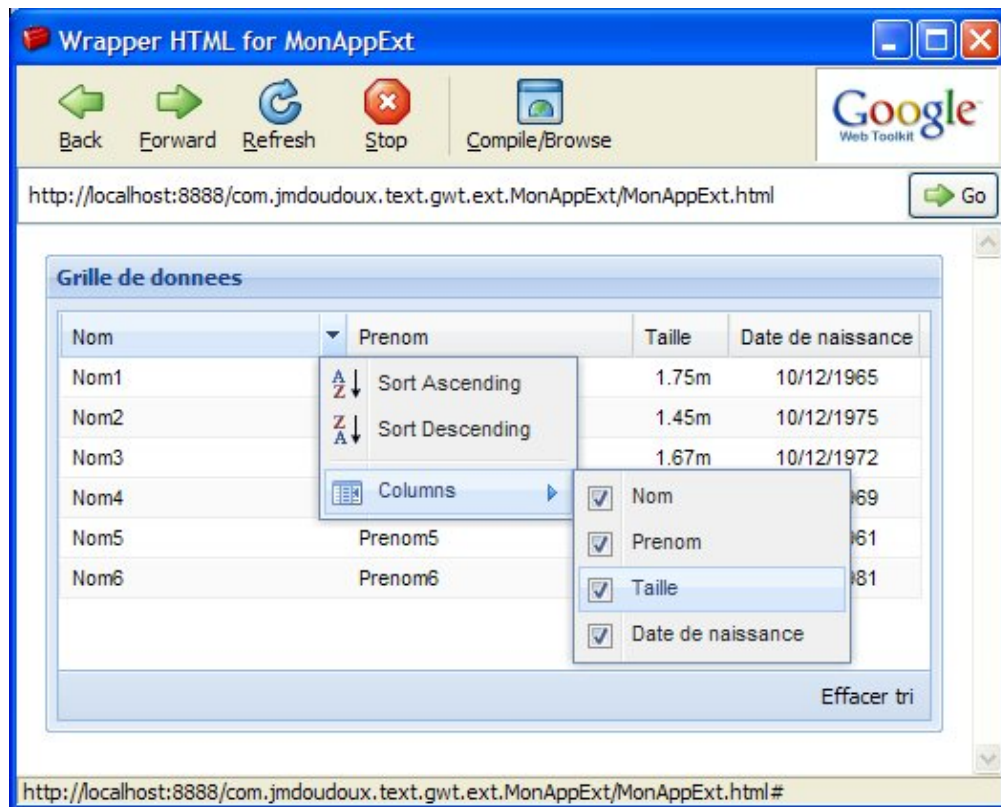 Wrapper HTML for MonAppExt
Back Forward Refresh Stop Compile/Browse
Google
Web Toolkit
http://localhost:8888/com.jmdoudoux.text.gwt.ext.MonAppExt/MonAppExt.html Go
Grille de donnees
Nom Prenom Taille Date de naissance
Nom1 1.75m 10/12/1965
Nom2 1.45m 10/12/1975
Nom3 1.67m 10/12/1972
Nom4 969
Nom5 Prenom5 961
Nom6 Prenom6 981
A Z Sort Ascending
Z A Sort Descending
Columns
Nom
Prenom
Taille
Date de naissance
Effacer tri
http://localhost:8888/com.jmdoudoux.text.gwt.ext.MonAppExt/MonAppExt.html#